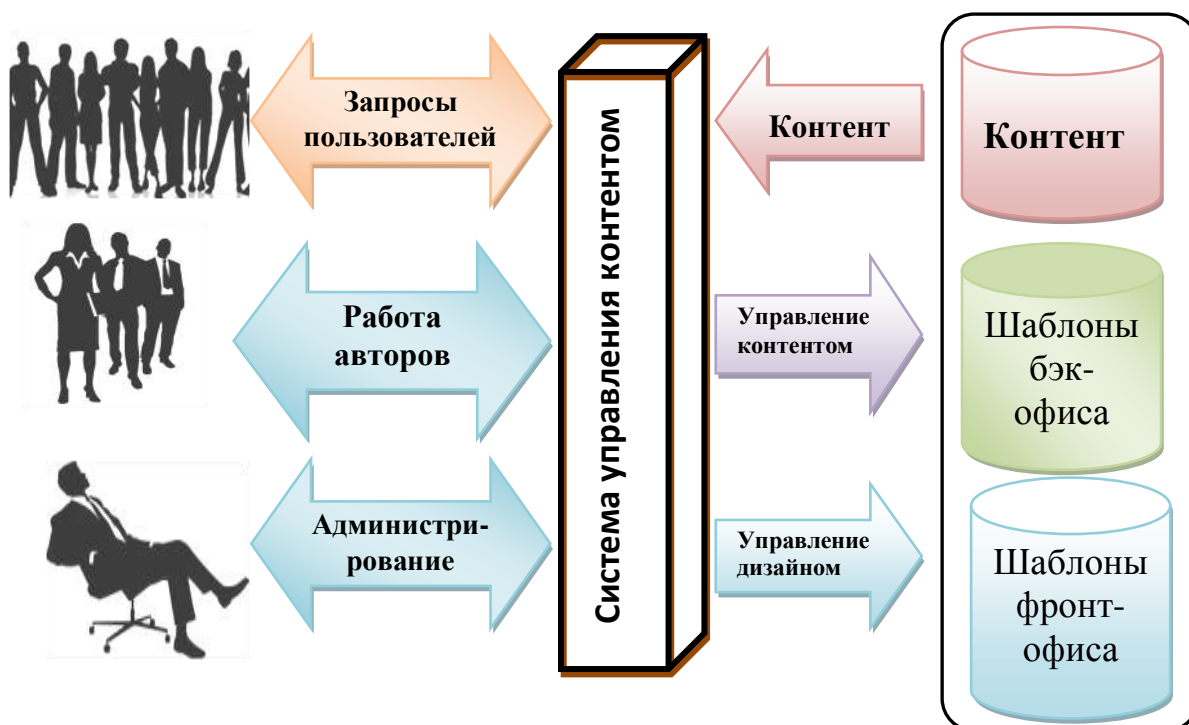 Запросы
пользователей
Система управления контентом
Контент
Контент
Работа
авторов
Управление
контентом
Шаблоны
бэк-
офиса
Администри-
рование
Управление
дизайном
Шаблоны
фронт-
офиса